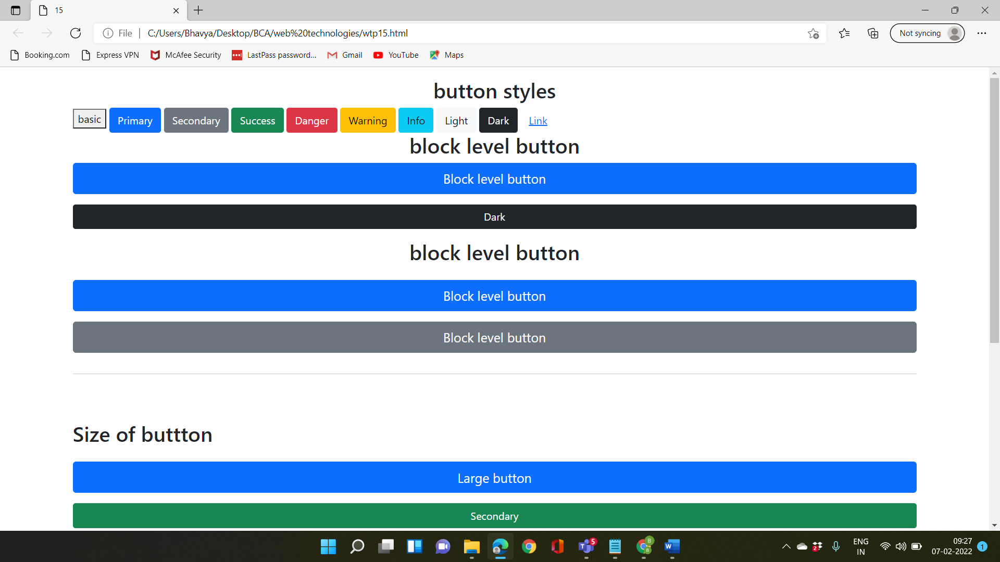 15
File | C:/Users/Bhavya/Desktop/BCA/web%20technologies/wtp15.html
Not syncing
Booking.com Express VPN McAfee Security LastPass password... Gmail YouTube Maps
button styles
basic Primary Secondary Success Danger Warning Info Light Dark Link
block level button
Block level button
Dark
block level button
Block level button
Block level button
Size of buttton
Large button
Secondary
5
B
B
W
2
ENG
IN
09:27
07-02-2022
1